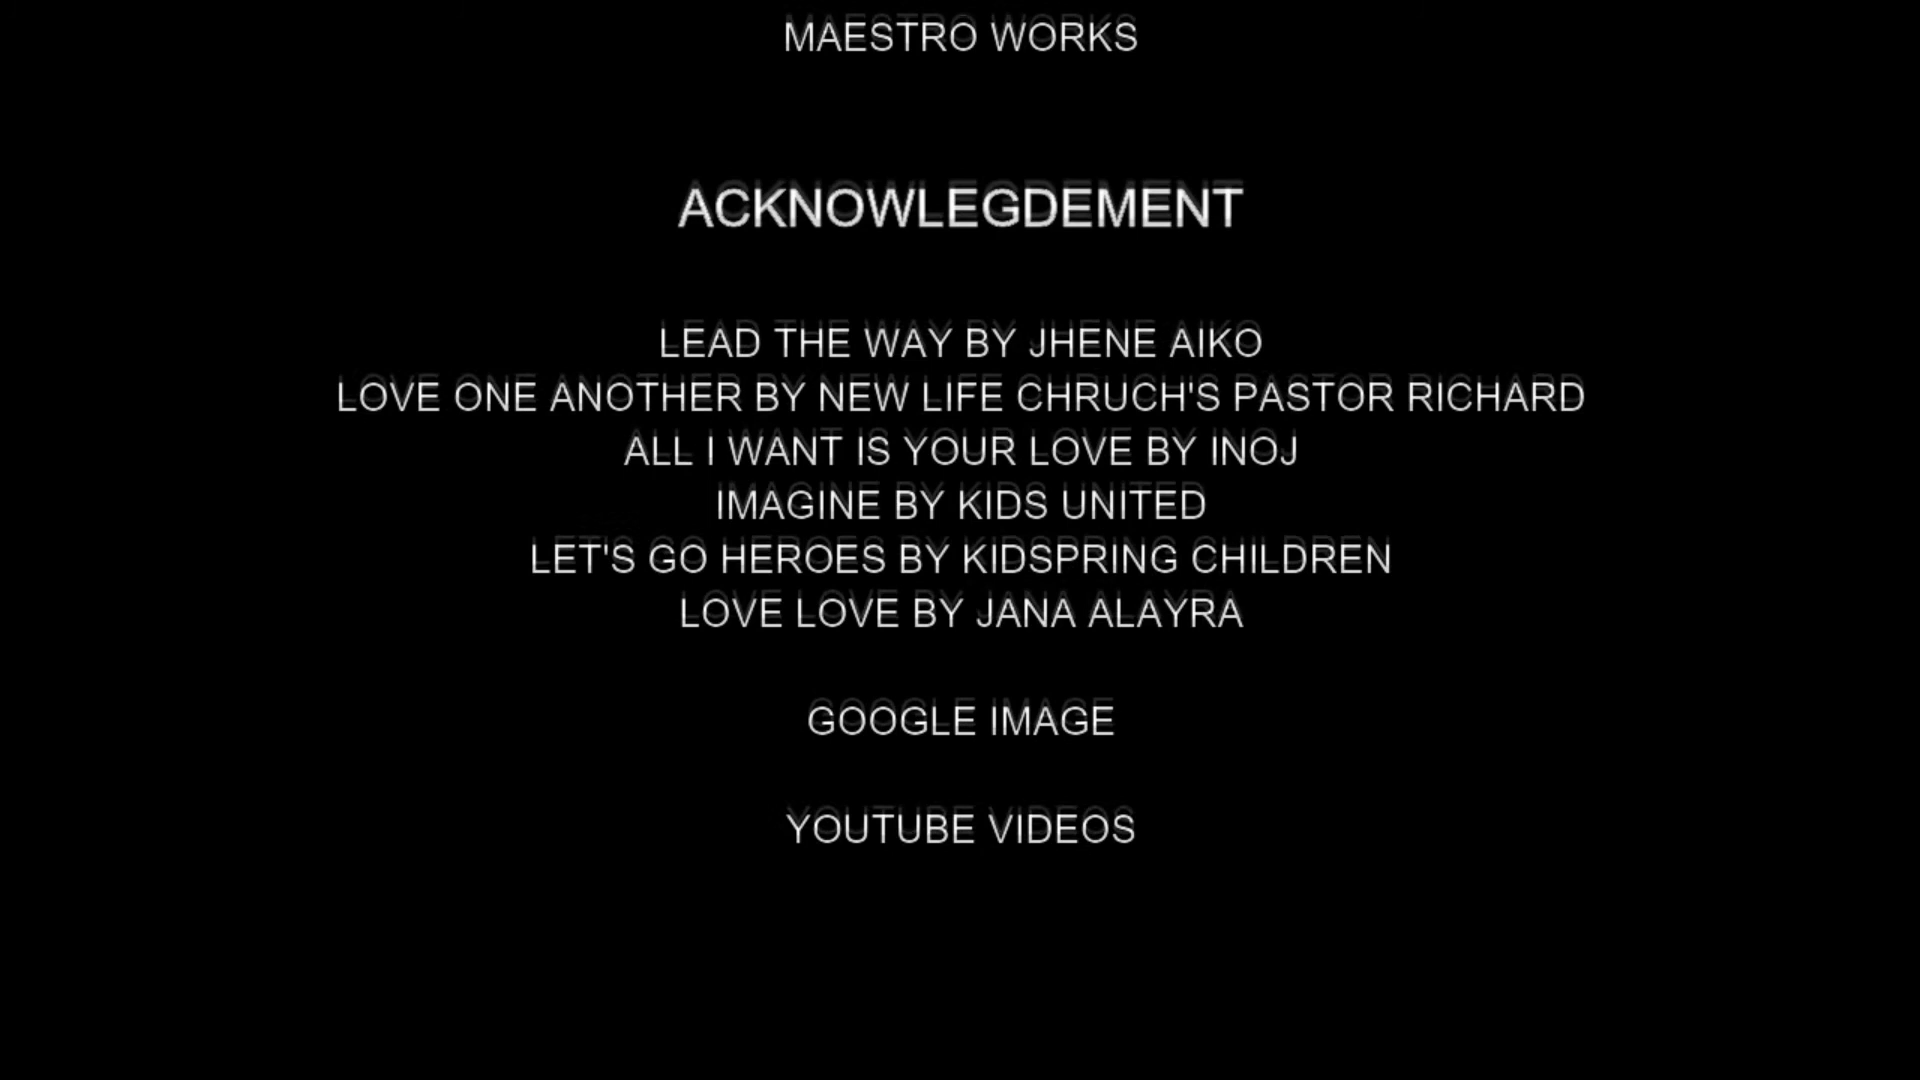 MAESTRO WORKS
ACKNOWLEGDEMENT
LEAD THE WAY BY JHENE AIKO
LOVE ONE ANOTHER BY NEW LIFE CHRUCH'S PASTOR RICHARD
ALL I WANT IS YOUR LOVE BY INOJ
IMAGINE BY KIDS UNITED
LET'S GO HEROES BY KIDSPRING CHILDREN
LOVE LOVE BY JANA ALAYRA
GOOGLE IMAGE
YOUTUBE VIDEOS